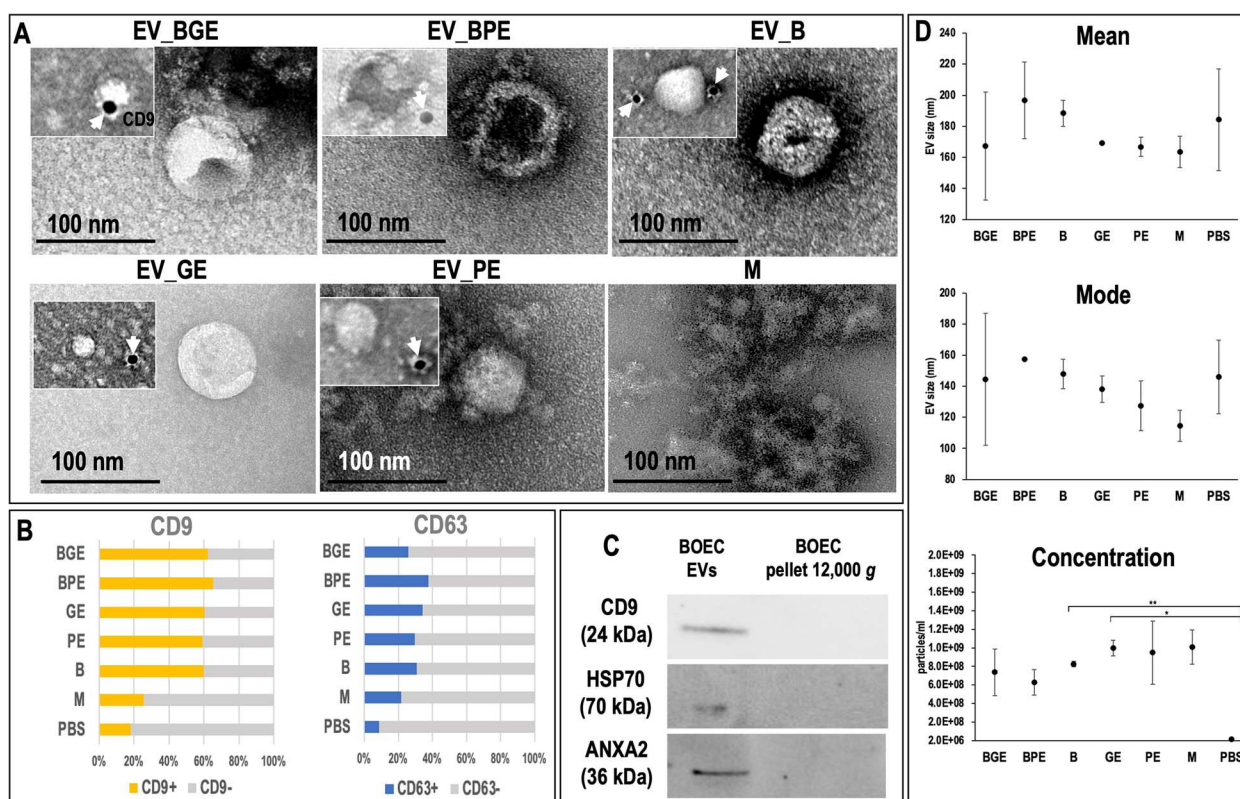 A
EV_BGE
EV_BPE
EV_B
CD9
100 nm
100 nm
100 nm
EV_GE
EV_PE
M
100 nm
100 nm
100 nm
B
CD9
BGE
BPE
GE
PE
B
M
PBS
0% 20% 40% 60% 80% 100%
CD9+ CD9-
CD63
BGE
BPE
GE
PE
B
M
PBS
0% 20% 40% 60% 80% 100%
CD63+ CD63-
C
BOEC EVs
BOEC pellet 12,000 g
CD9
(24 kDa)
HSP70
(70 kDa)
ANXA2
(36 kDa)
D
Mean
EV size (nm)
240
220
200
180
160
140
120
BGE BPE B GE PE M PBS
Mode
EV size (nm)
200
180
160
140
120
100
80
BGE BPE B GE PE M PBS
Concentration
particles/ml
2.0E+09
1.8E+09
1.6E+09
1.4E+09
1.2E+09
1.0E+09
8.0E+08
6.0E+08
4.0E+08
2.0E+08
2.0E+06
**
*
BGE BPE B GE PE M PBS